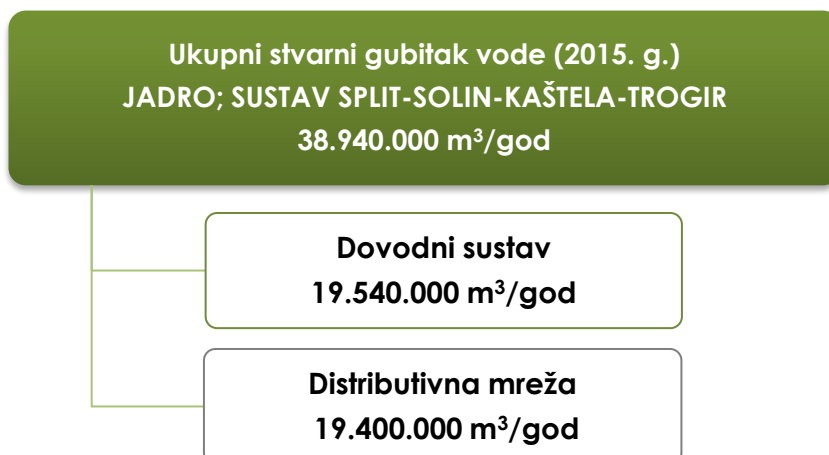 Ukupni stvarni gubitak vode (2015. g.)
JADRO; SUSTAV SPLIT-SOLIN-KAŠTELA-TROGIR
38.940.000 m³/god
Dovodni sustav
19.540.000 m³/god
Distributivna mreža
19.400.000 m³/god